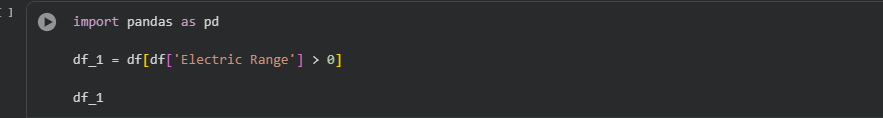 [ ]
import pandas as pd
df_1 = df[df['Electric Range'] > 0]
df_1